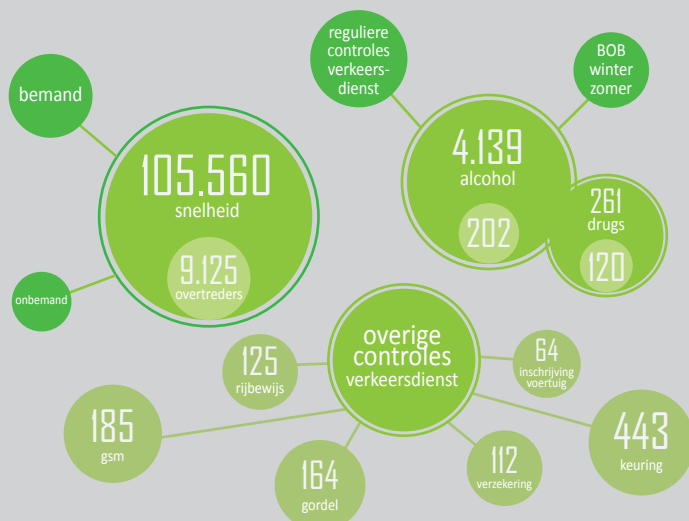 bemand
105.560
snelheid
9.125
overtreders
onbemand
reguliere
controles
verkeers-
dienst
BOB
winter
zomer
4.139
alcohol
202
261
drugs
120
overige
controles
verkeersdienst
125
rijbewijs
64
inschrijving
voertuig
185
gsm
164
gordel
112
verzekering
443
keuring